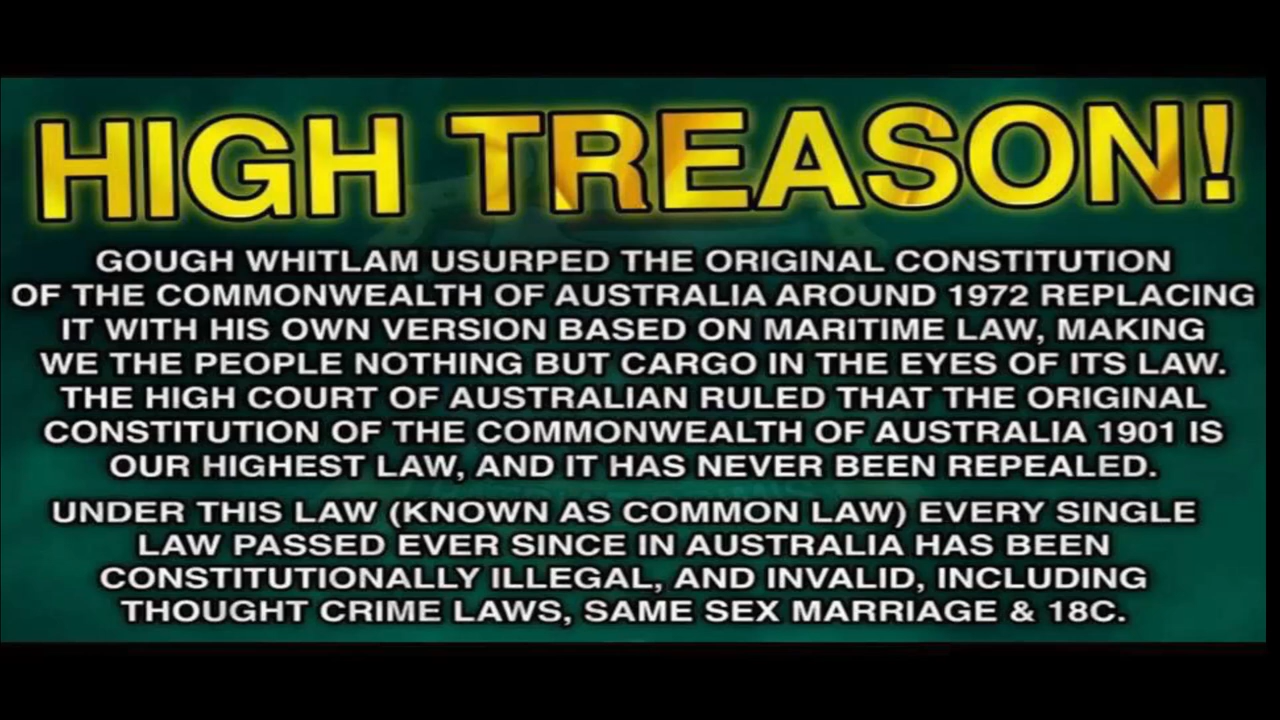 HIGH TREASON!
GOUGH WHITLAM USURPED THE ORIGINAL CONSTITUTION
OF THE COMMONWEALTH OF AUSTRALIA AROUND 1972 REPLACING
IT WITH HIS OWN VERSION BASED ON MARITIME LAW, MAKING
WE THE PEOPLE NOTHING BUT CARGO IN THE EYES OF ITS LAW.
THE HIGH COURT OF AUSTRALIAN RULED THAT THE ORIGINAL
CONSTITUTION OF THE COMMONWEALTH OF AUSTRALIA 1901 IS
OUR HIGHEST LAW, AND IT HAS NEVER BEEN REPEALED.
UNDER THIS LAW (KNOWN AS COMMON LAW) EVERY SINGLE
LAW PASSED EVER SINCE IN AUSTRALIA HAS BEEN
CONSTITUTIONALLY ILLEGAL, AND INVALID, INCLUDING
THOUGHT CRIME LAWS, SAME SEX MARRIAGE & 18C.